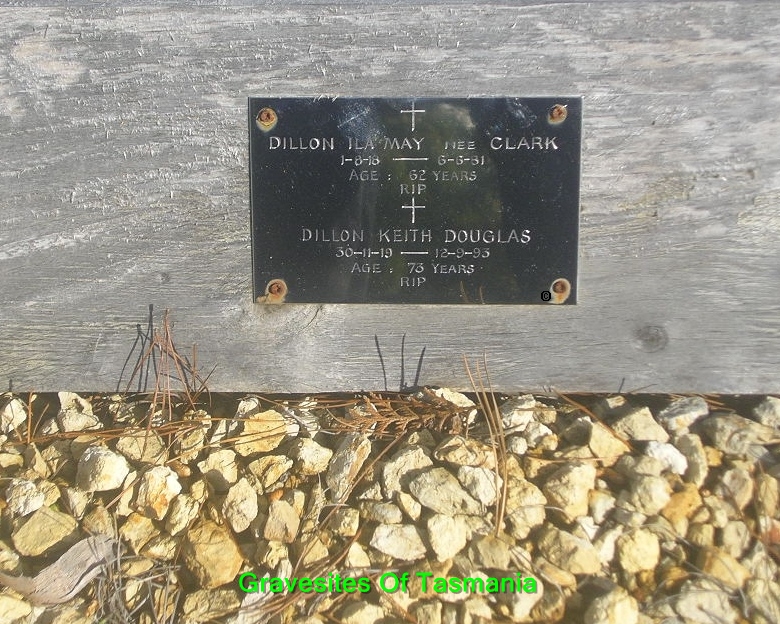 DILLON ILA MAY NEE CLARK
1-8-18 — 6-6-81
AGE : 62 YEARS
RIP
DILLON KEITH DOUGLAS
30-11-19 — 12-9-93
AGE : 73 YEARS
RIP
©
Gravesites Of Tasmania